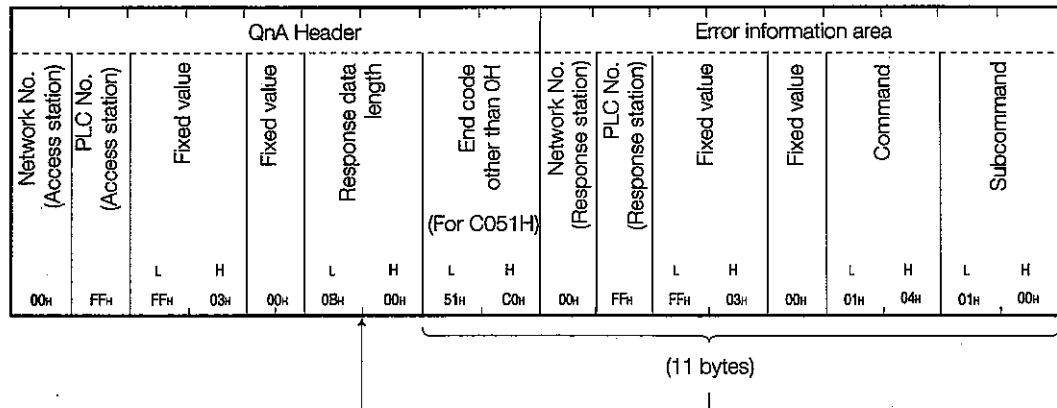 QnA Header
Error information area
Network No.
(Access station)
PLC No.
(Access station)
Fixed value
Fixed value
Response data
length
End code
other than 0H
(For C051H)
Network No.
(Response station)
PLC No.
(Response station)
Fixed value
Fixed value
Command
Subcommand
L H L H L H L H L H L H
00H FFH FFH 03H 00H 0BH 00H 51H C0H 00H FFH FFH 03H 00H 01H 04H 01H 00H
(11 bytes)